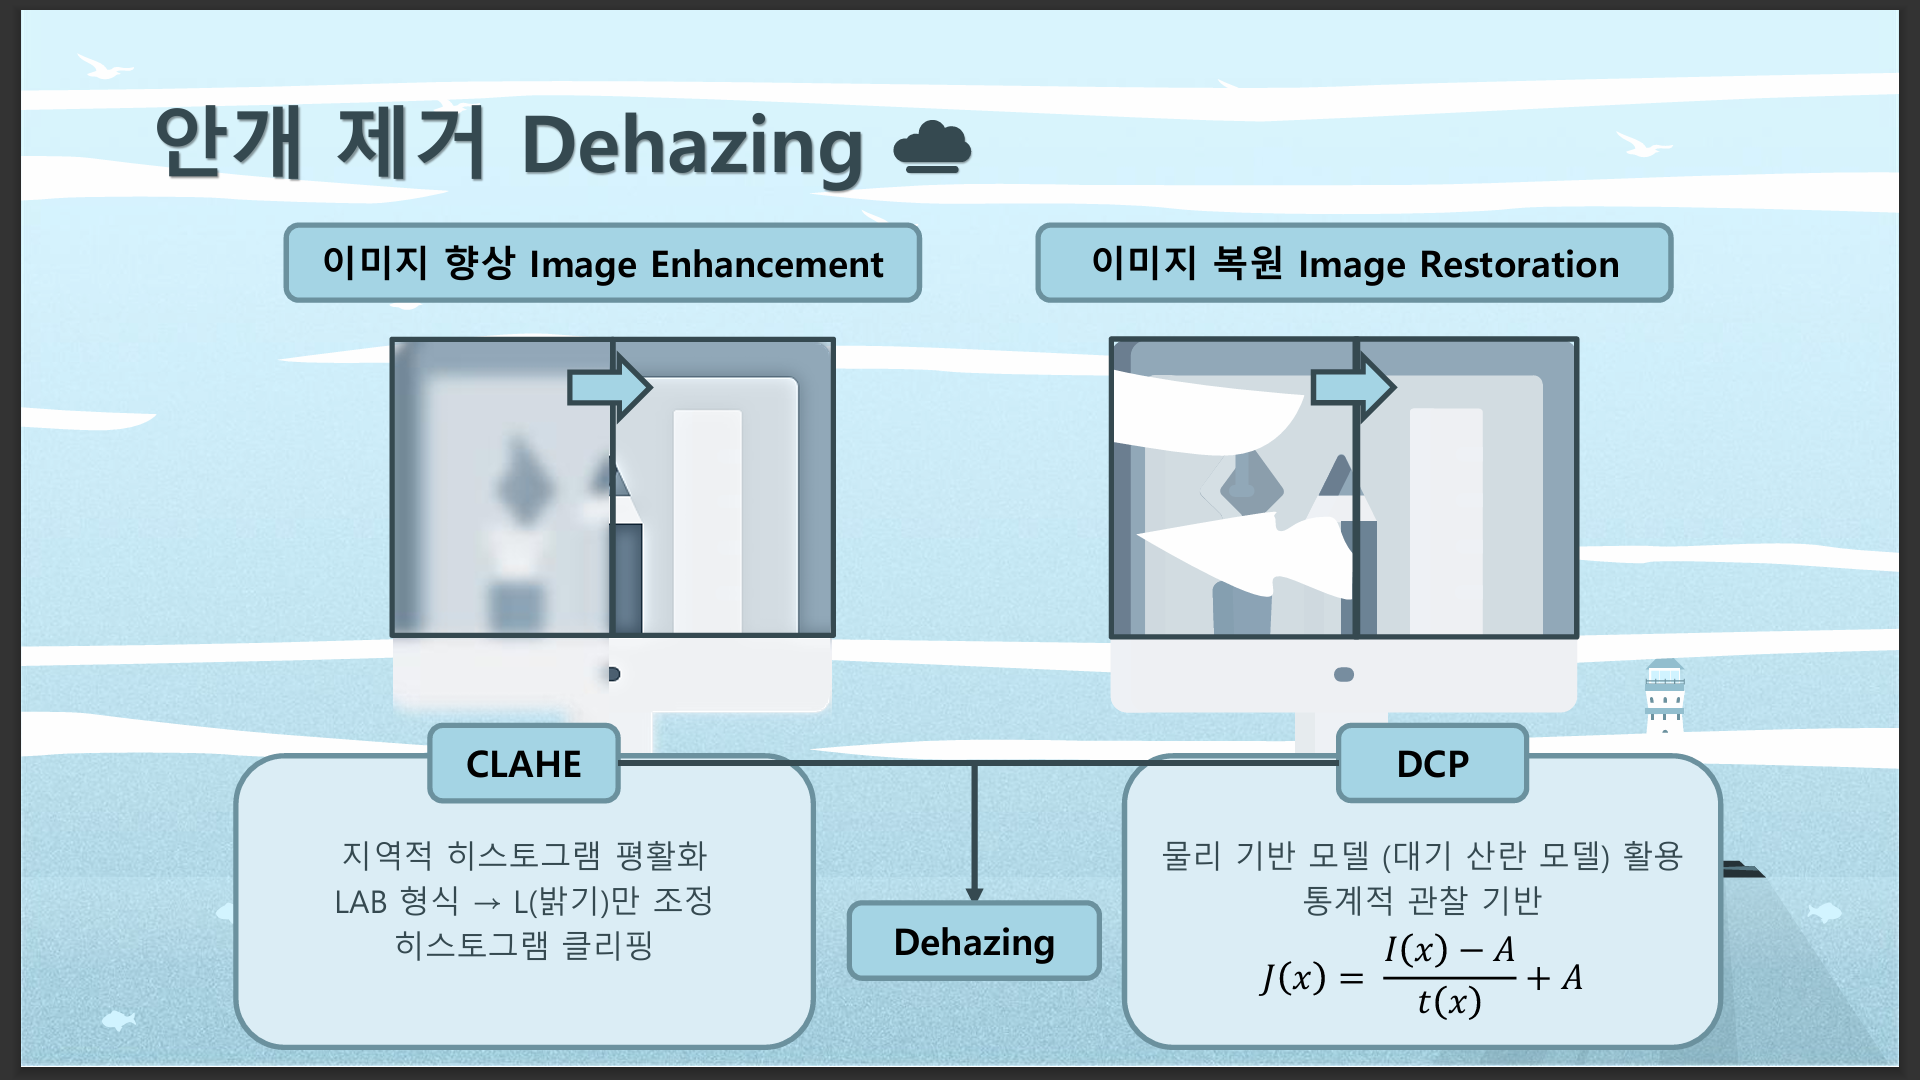 안개 제거 Dehazing
이미지 향상 Image Enhancement
이미지 복원 Image Restoration
CLAHE
지역적 히스토그램 평활화
LAB 형식 → L(밝기)만 조정
히스토그램 클리핑
Dehazing
DCP
물리 기반 모델 (대기 산란 모델) 활용
통계적 관찰 기반
J(x) = \frac{I(x) − A}{t(x)} + A